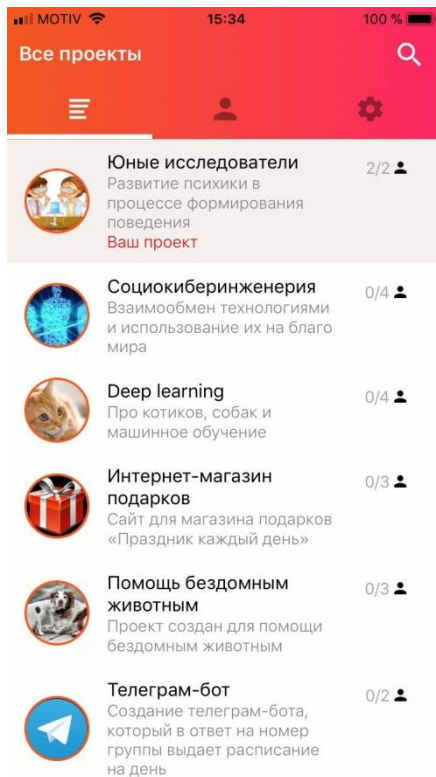 MOTIV 15:34 100 %
Все проекты
Юные исследователи 2/2
Развитие психики в
процессе формирования
поведения
Ваш проект
Социокиберинженерия 0/4
Взаимообмен технологиями
и использование их на благо
мира
Deep learning 0/4
Про котиков, собак и
машинное обучение
Интернет-магазин 0/3
подарков
Сайт для магазина подарков
«Праздник каждый день»
Помощь бездомным 0/3
животным
Проект создан для помощи
бездомным животным
Телеграм-бот 0/2
Создание телеграм-бота,
который в ответ на номер
группы выдает расписание
на день